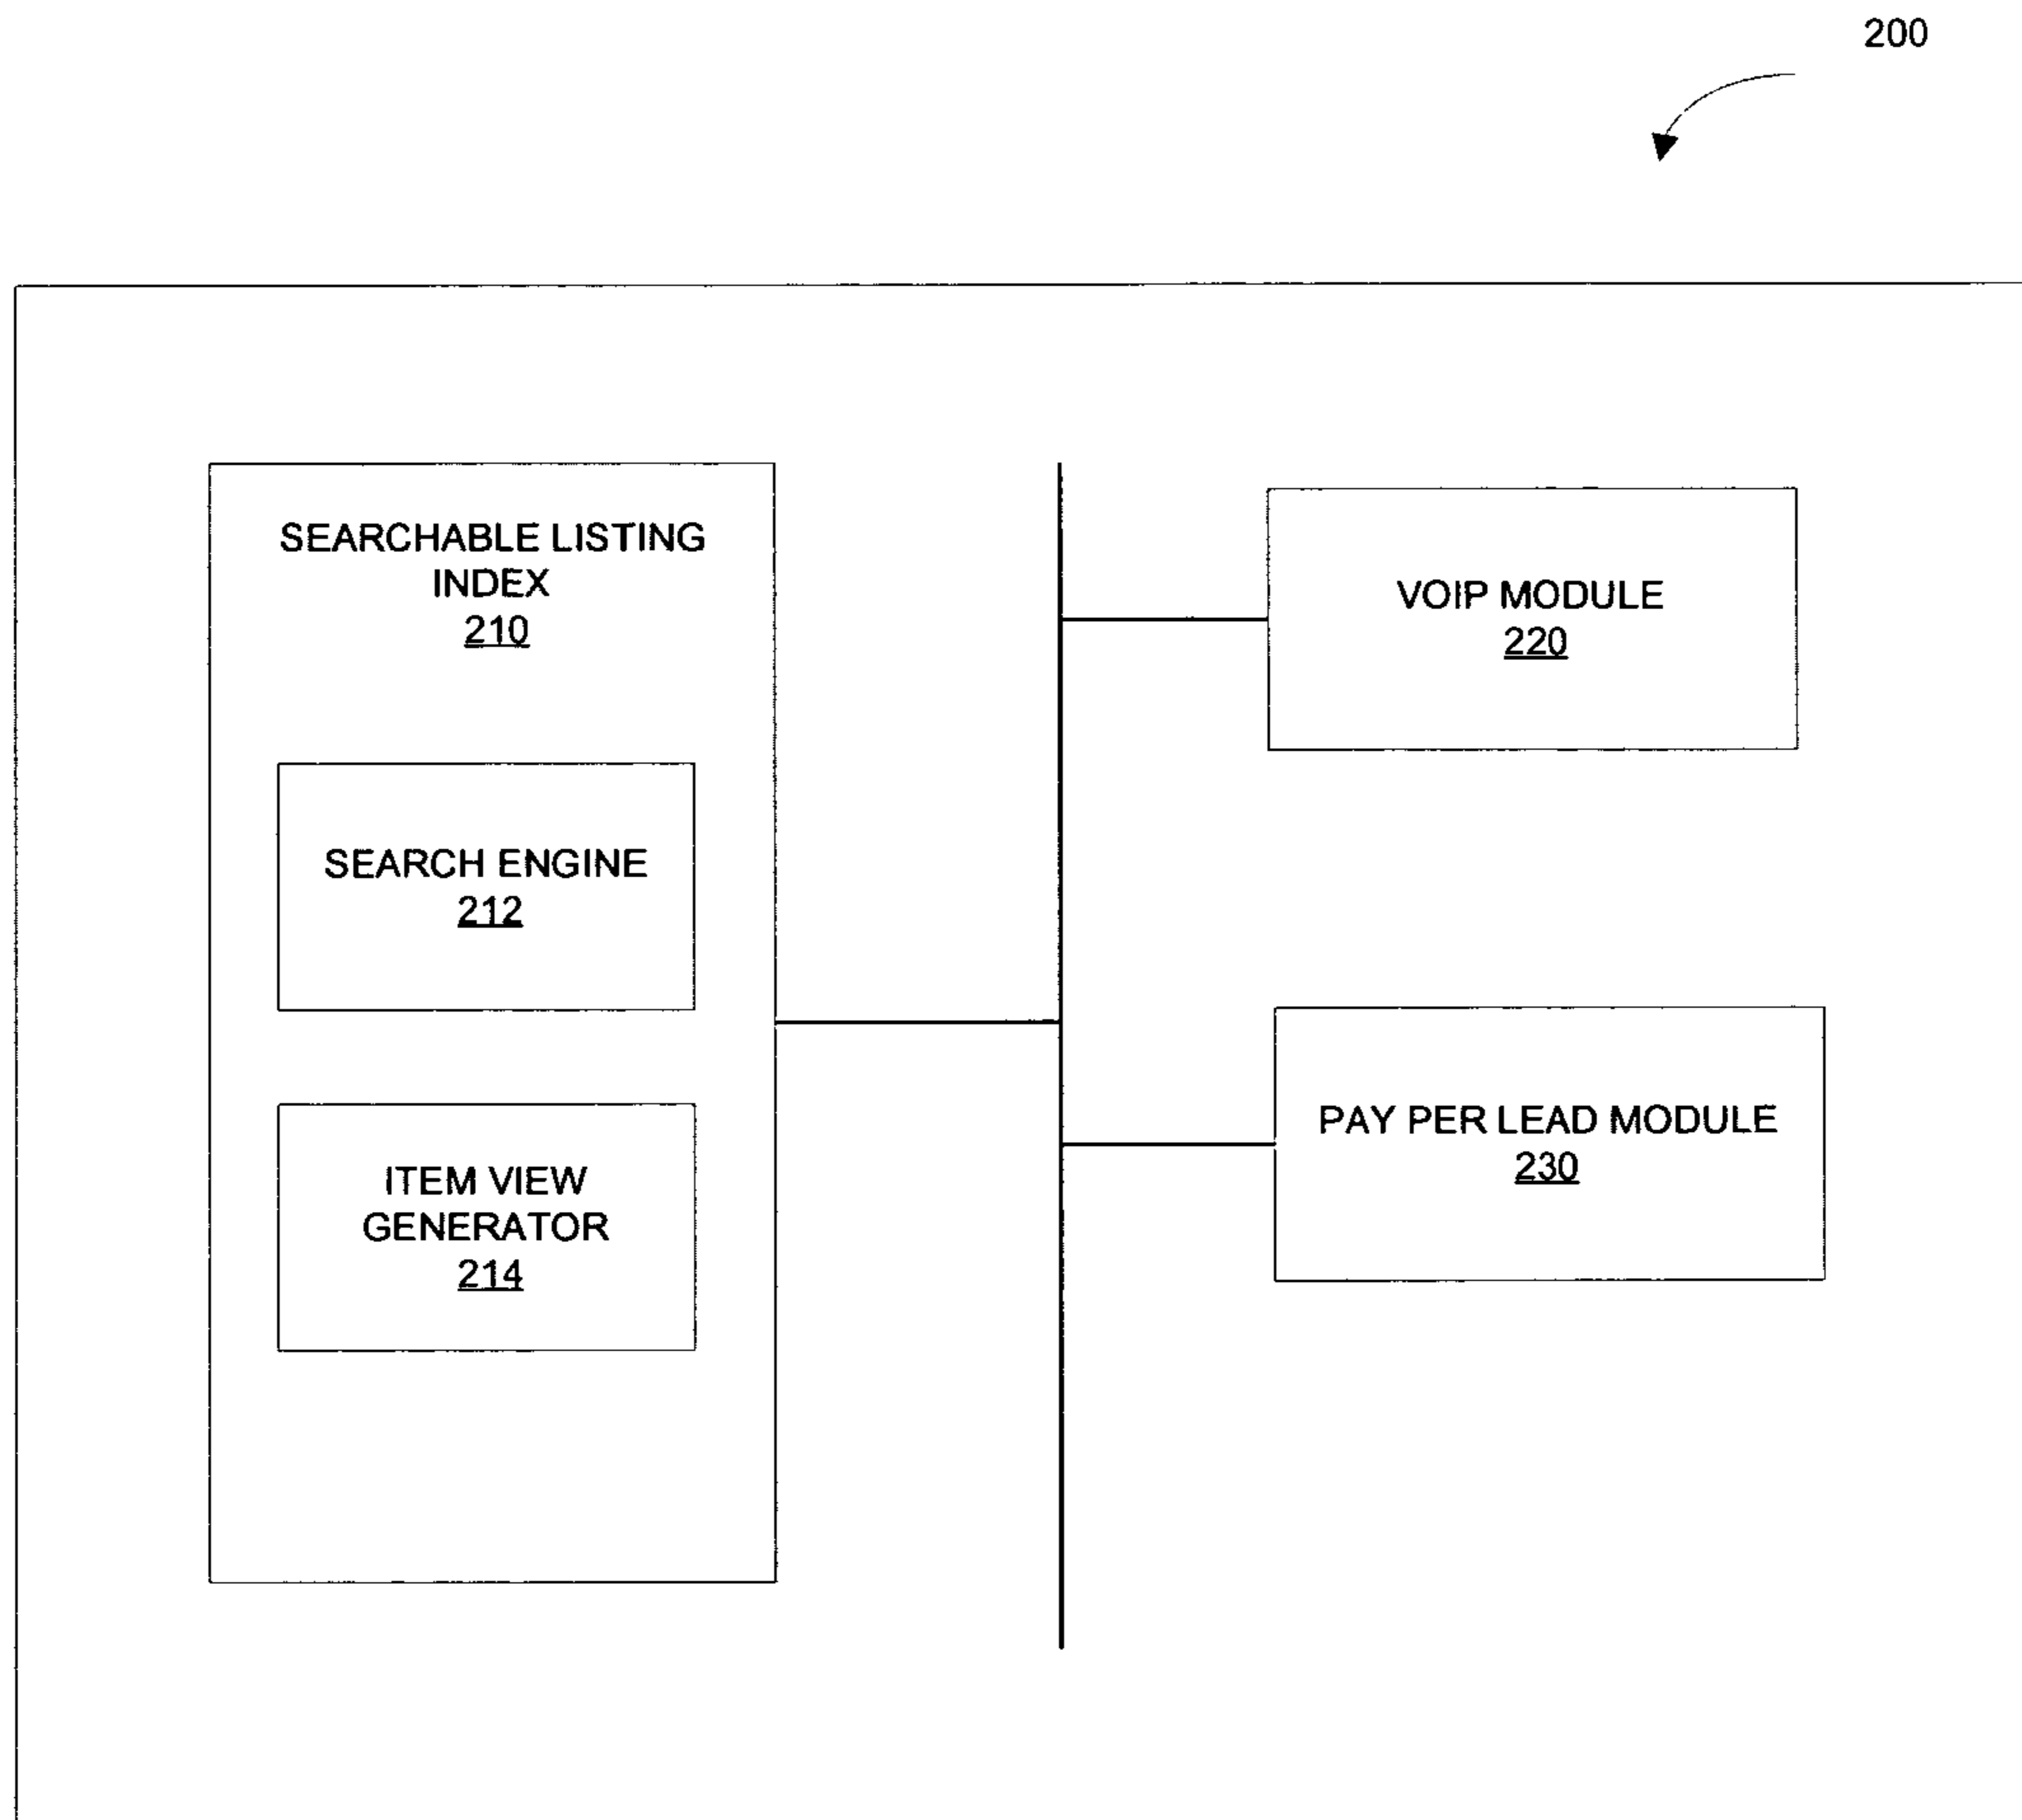 200
SEARCHABLE LISTING
INDEX
210
SEARCH ENGINE
212
ITEM VIEW
GENERATOR
214
VOIP MODULE
220
PAY PER LEAD MODULE
230